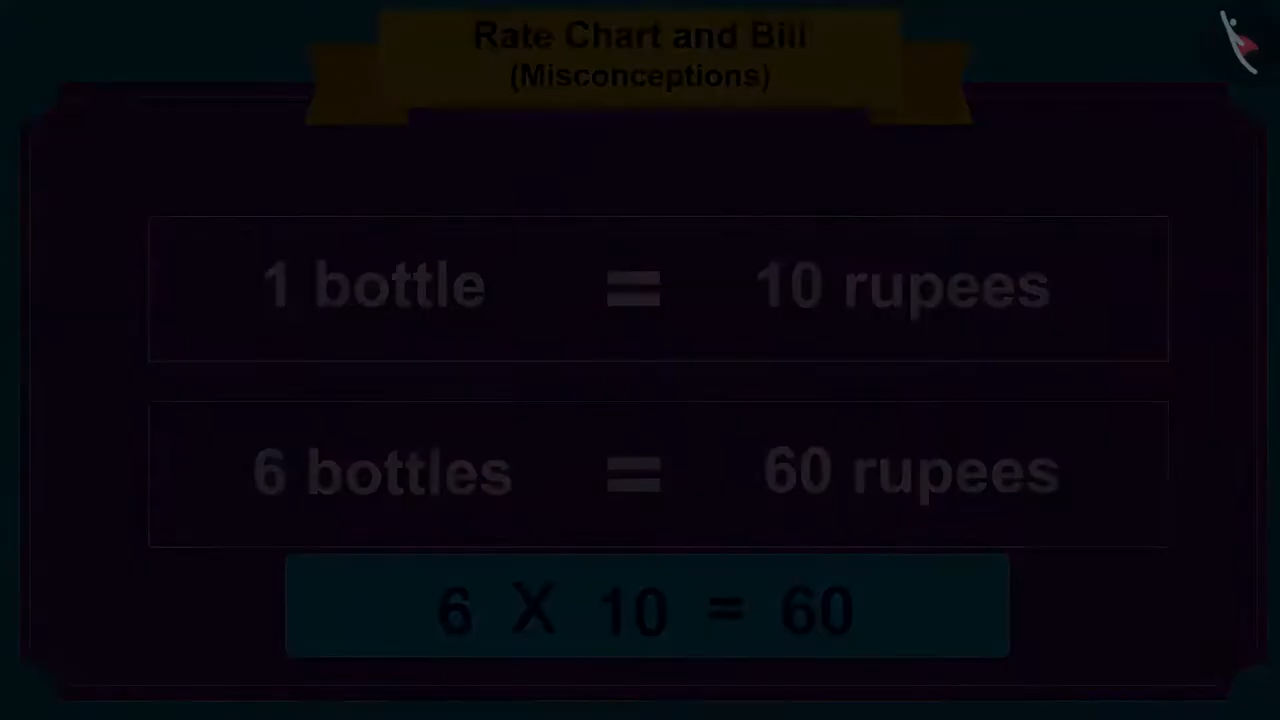 Rate Chart and Bill
(Misconceptions)
1 bottle = 10 rupees
6 bottles = 60 rupees
6 X 10 = 60